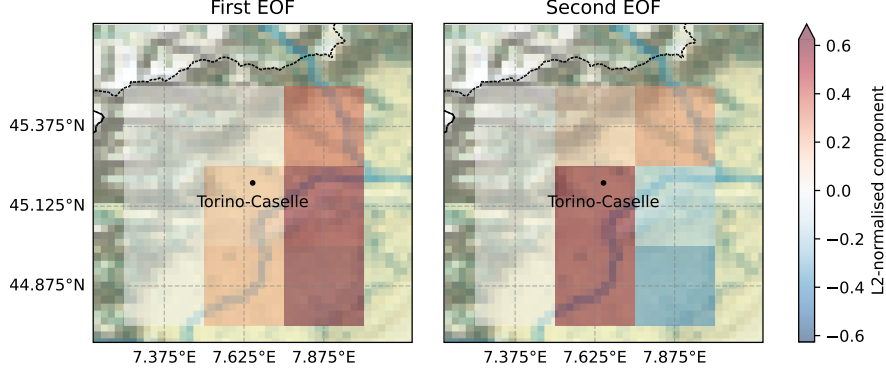 First EOF
Second EOF
45.375°N
45.125°N
44.875°N
Torino-Caselle
Torino-Caselle
7.375°E 7.625°E 7.875°E
7.375°E 7.625°E 7.875°E
0.6
0.4
0.2
0.0
−0.2
−0.4
−0.6
L2-normalised component